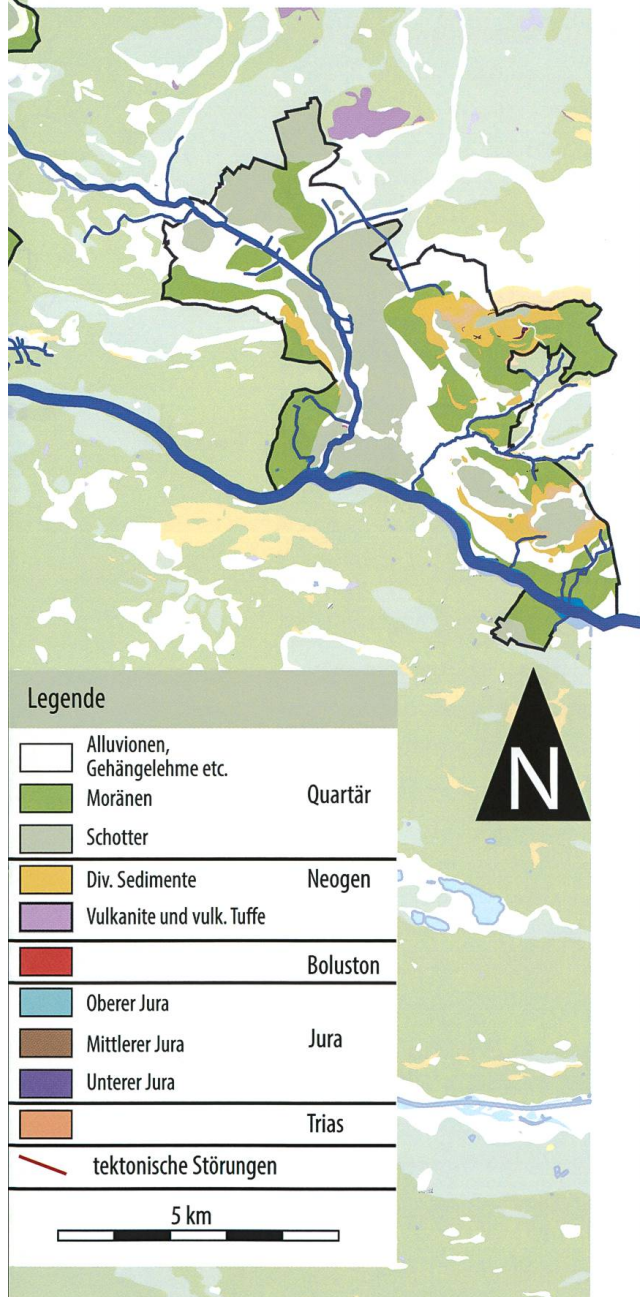 Legende
Alluvionen,
Gehängelehme etc.
Moränen
Quartär
Schotter
Div. Sedimente
Neogen
Vulkanite und vulk. Tuffe
Boluston
Oberer Jura
Mittlerer Jura
Jura
Unterer Jura
Trias
tektonische Störungen
5 km
N